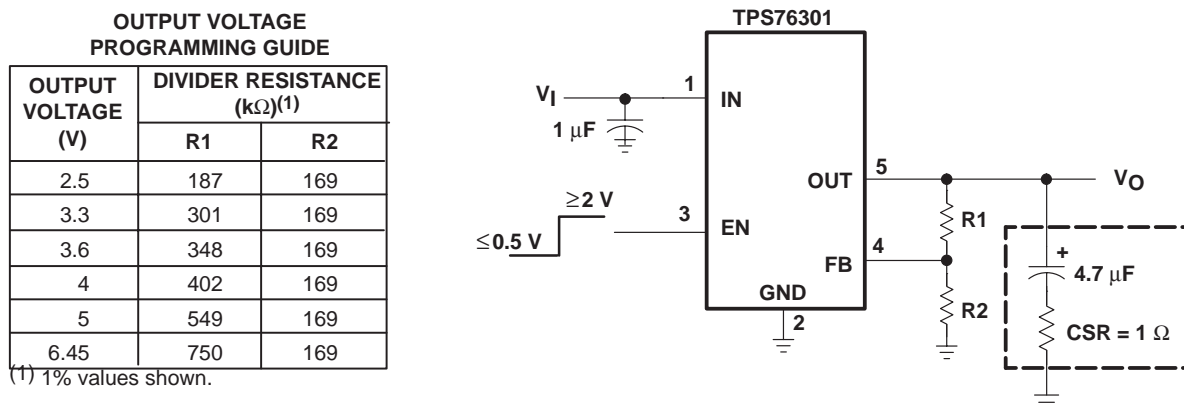 OUTPUT VOLTAGE
PROGRAMMING GUIDE
OUTPUT
VOLTAGE
(V)
DIVIDER RESISTANCE
(kΩ)(1)
R1 R2
2.5 187 169
3.3 301 169
3.6 348 169
4 402 169
5 549 169
6.45 750 169
(1) 1% values shown.
TPS76301
VI
1
IN
1 μF
≤0.5 V
≥2 V
3
EN
OUT
5
VO
R1
FB
4
R2
GND
2
+
4.7 μF
CSR = 1 Ω